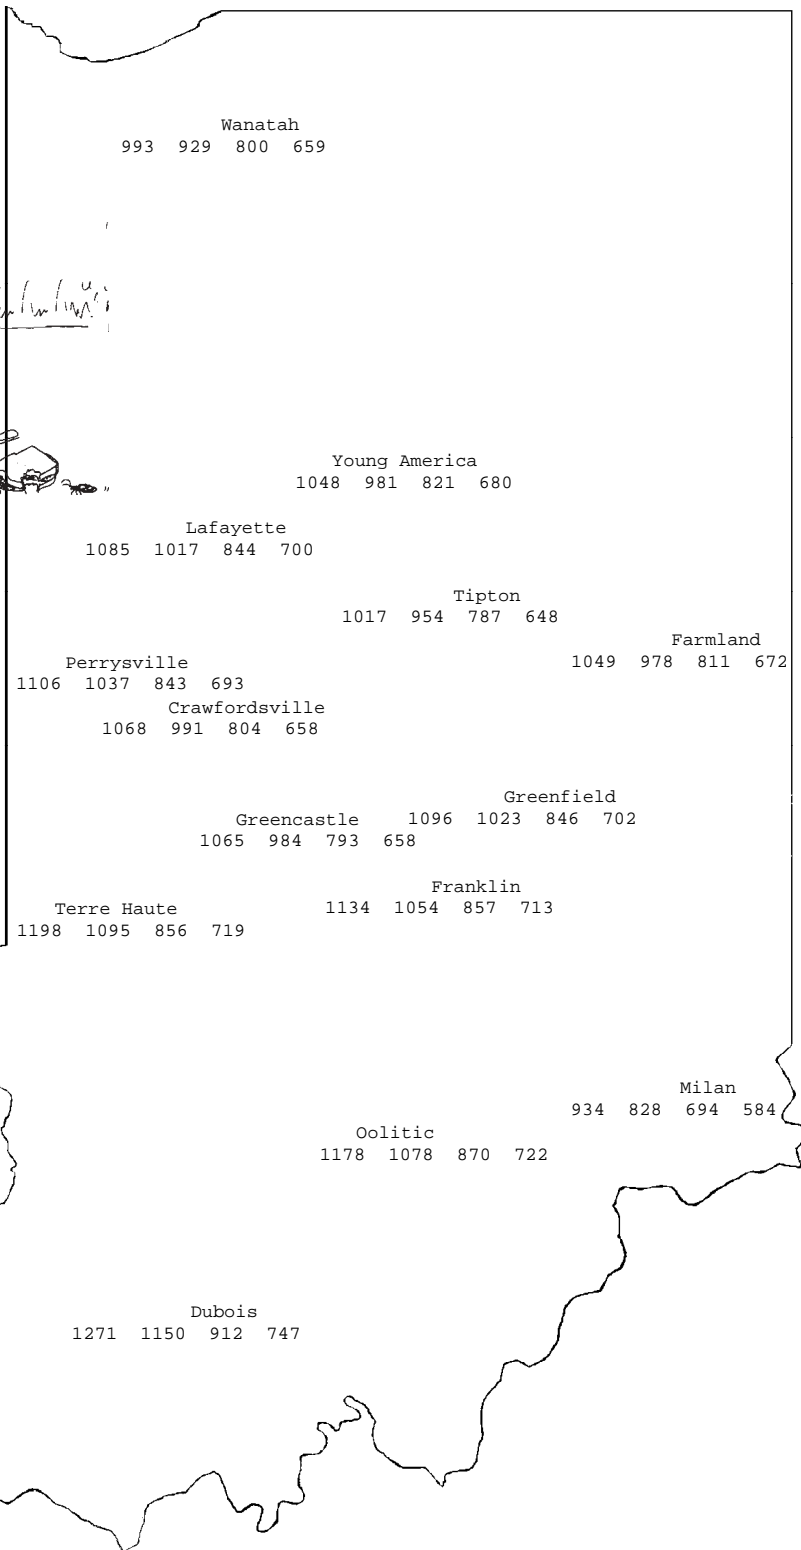 Wanatah
993 929 800 659
Young America
1048 981 821 680
Lafayette
1085 1017 844 700
Tipton
1017 954 787 648
Farmland
1049 978 811 672
Perrysville
1106 1037 843 693
Crawfordsville
1068 991 804 658
Greenfield
1096 1023 846 702
Greencastle
1065 984 793 658
Franklin
1134 1054 857 713
Terre Haute
1198 1095 856 719
Milan
934 828 694 584
Oolitic
1178 1078 870 722
Dubois
1271 1150 912 747